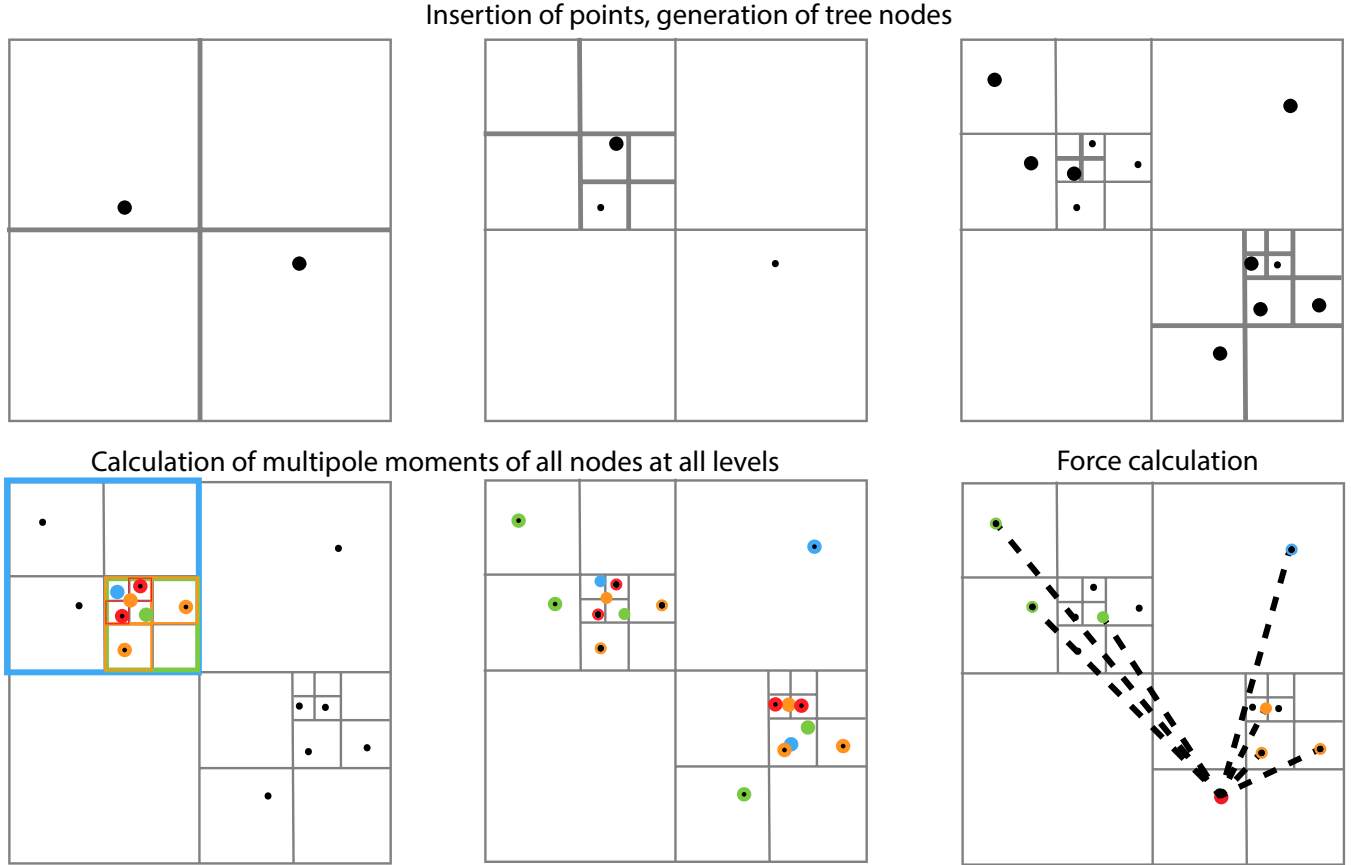 Insertion of points, generation of tree nodes
Calculation of multipole moments of all nodes at all levels
Force calculation